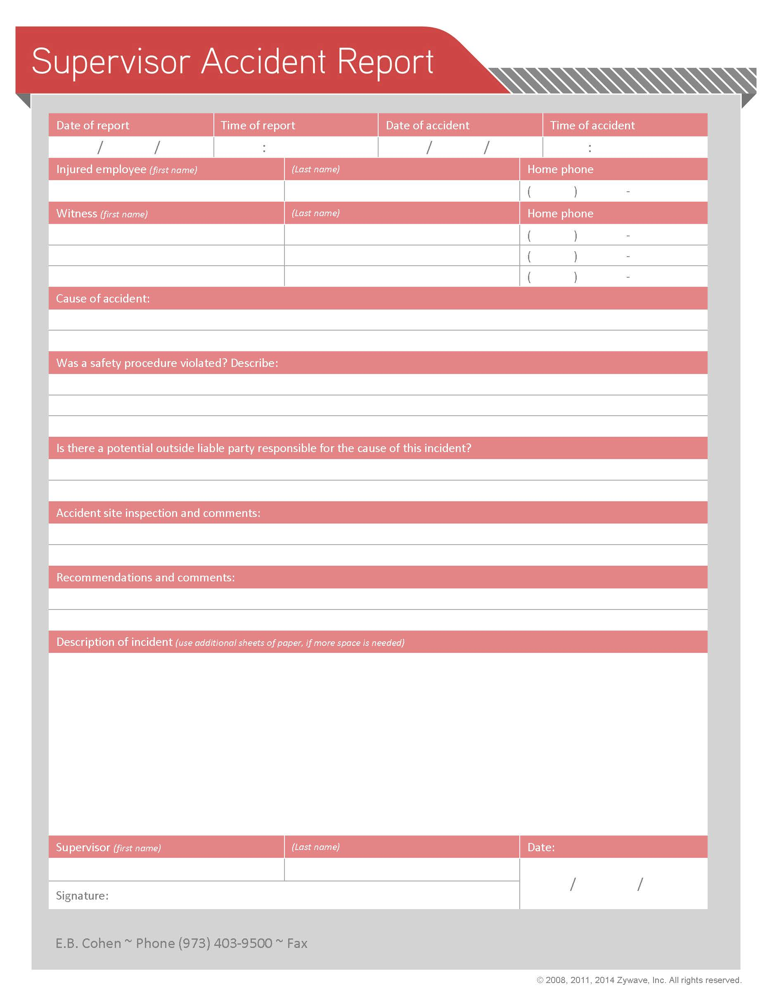 Supervisor Accident Report
Date of report Time of report Date of accident Time of accident
/ / : / / :
Injured employee (first name) (Last name) Home phone
( ) -
Witness (first name) (Last name) Home phone
( ) -
( ) -
( ) -
Cause of accident:
Was a safety procedure violated? Describe:
Is there a potential outside liable party responsible for the cause of this incident?
Accident site inspection and comments:
Recommendations and comments:
Description of incident (use additional sheets of paper, if more space is needed)
Supervisor (first name) (Last name) Date:
/ /
Signature:
E.B. Cohen ~ Phone (973) 403-9500 ~ Fax
© 2008, 2011, 2014 Zywave, Inc. All rights reserved.